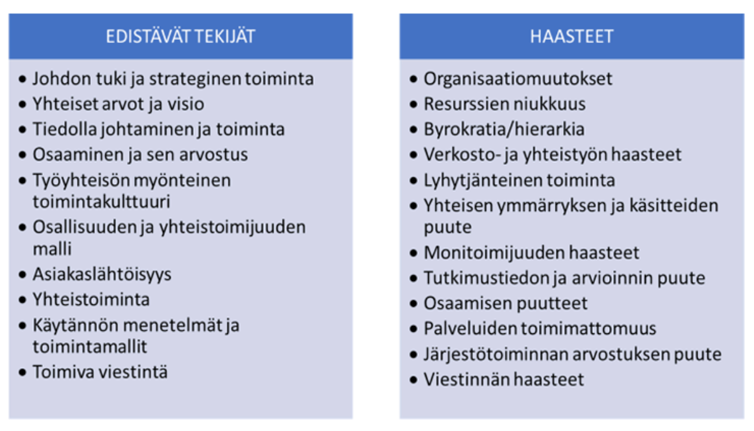 EDISTÄVÄT TEKIJÄT
• Johdon tuki ja strateginen toiminta
• Yhteiset arvot ja visio
• Tiedolla johtaminen ja toiminta
• Osaaminen ja sen arvostus
• Työyhteisön myönteinen
toimintakulttuuri
• Osallisuuden ja yhteistoimijuuden
malli
• Asiakaslähtöisyys
• Yhteistoiminta
• Käytännön menetelmät ja
toimintamallit
• Toimiva viestintä
HAASTEET
• Organisaatiomuutokset
• Resurssien niukkuus
• Byrokratia/hierarkia
• Verkosto- ja yhteistyön haasteet
• Lyhytjänteinen toiminta
• Yhteisen ymmärryksen ja käsitteiden
puute
• Monitoimijuuden haasteet
• Tutkimustiedon ja arvioinnin puute
• Osaamisen puutteet
• Palveluiden toimimattomuus
• Järjestötoiminnan arvostuksen puute
• Viestinnän haasteet